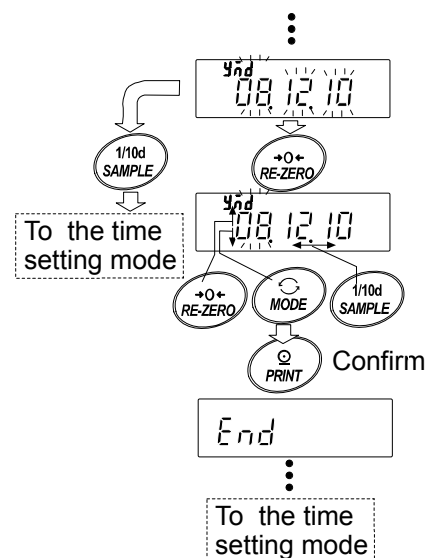 ynd
08.12.10
1/10d
SAMPLE
→0←
RE-ZERO
To the time
setting mode
ynd
08.12.10
→0←
RE-ZERO
MODE
1/10d
SAMPLE
PRINT
Confirm
End
To the time
setting mode